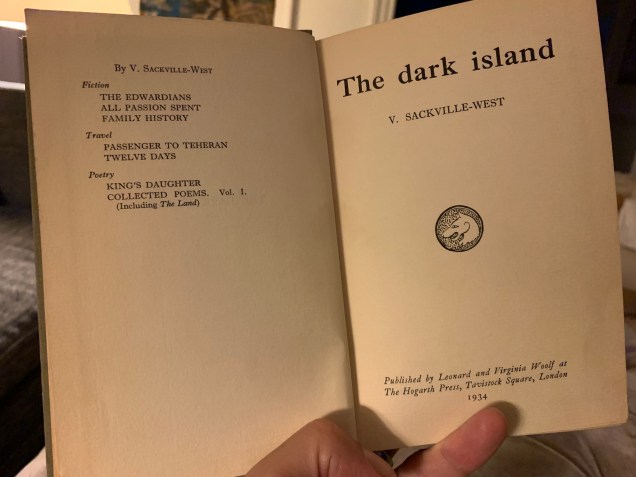 By V. SACKVILLE-WEST
Fiction
THE EDWARDIANS
ALL PASSION SPENT
FAMILY HISTORY
Travel
PASSENGER TO TEHERAN
TWELVE DAYS
Poetry
KING'S DAUGHTER
COLLECTED POEMS. Vol. I.
(Including The Land)
The dark island
V. SACKVILLE-WEST
Published by Leonard and Virginia Woolf at
The Hogarth Press, Tavistock Square, London
1934